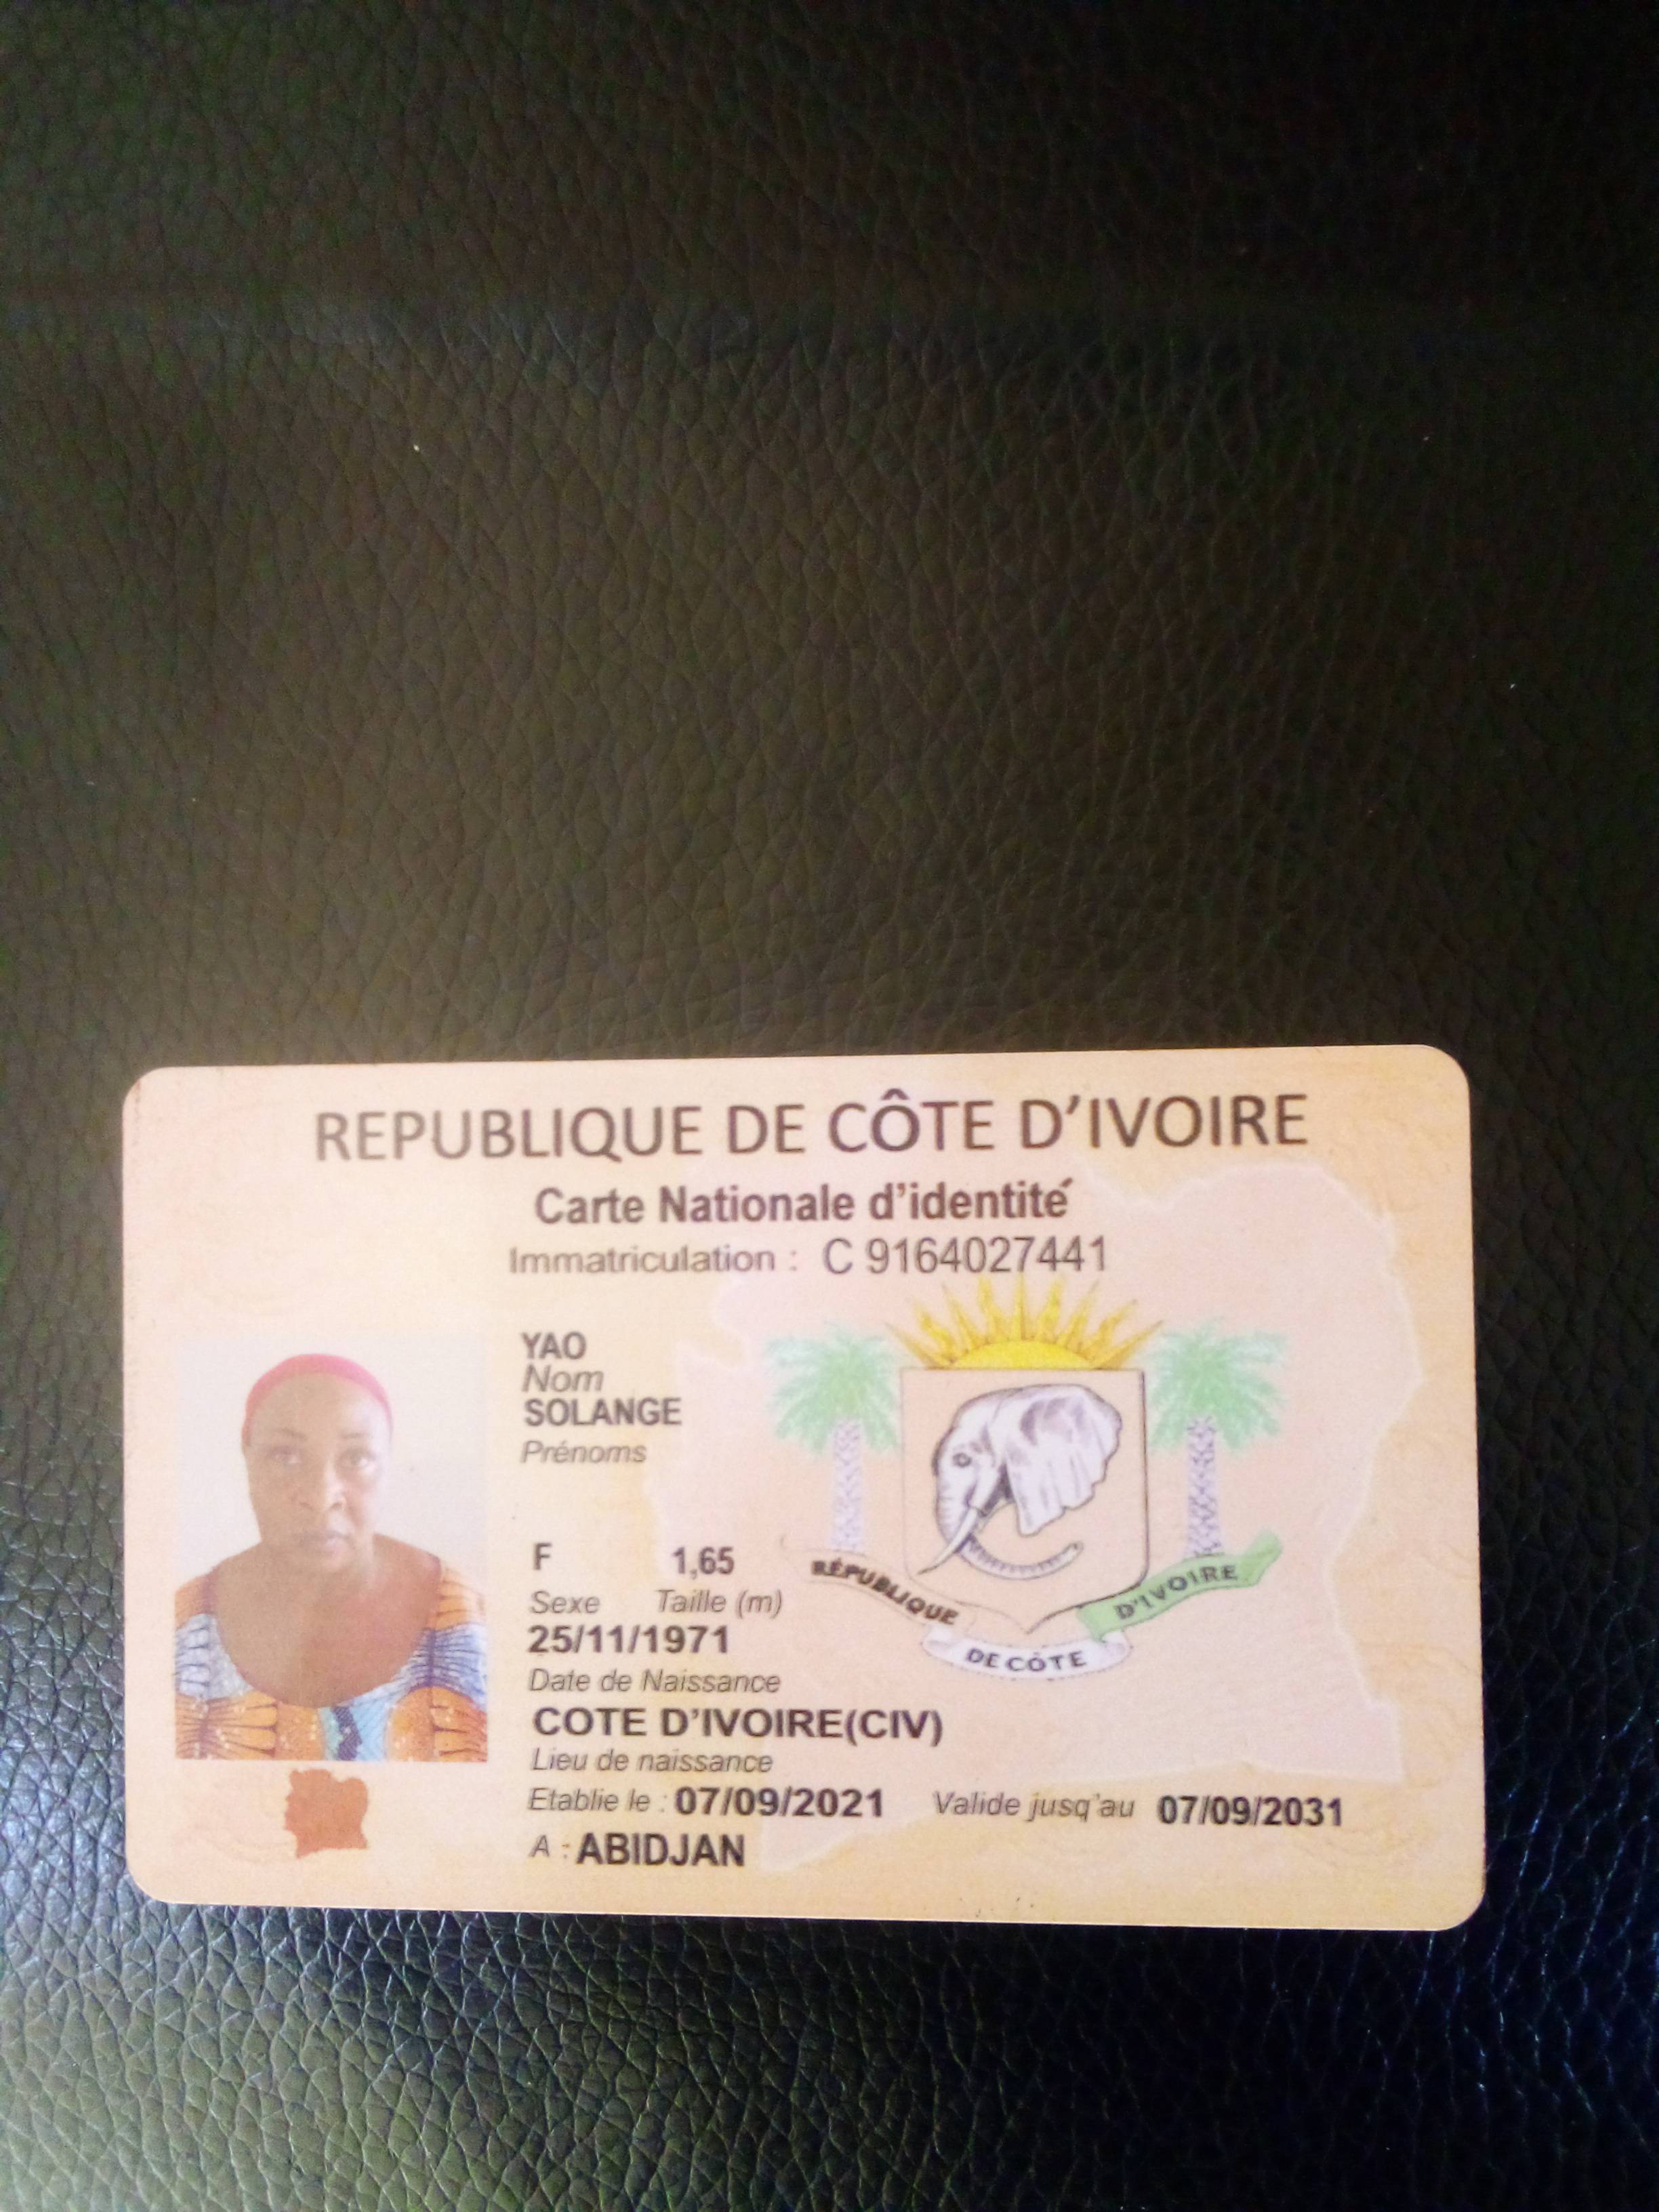 REPUBLIQUE DE CÔTE D'IVOIRE
Carte Nationale d'identité
Immatriculation : C 9164027441
YAO
Nom
SOLANGE
Prénoms
F 1,65
Sexe Taille (m)
25/11/1971
Date de Naissance
COTE D'IVOIRE(CIV)
Lieu de naissance
Etablie le : 07/09/2021 Valide jusq'au 07/09/2031
A : ABIDJAN
RÉPUBLIQUE
DE CÔTE
D'IVOIRE